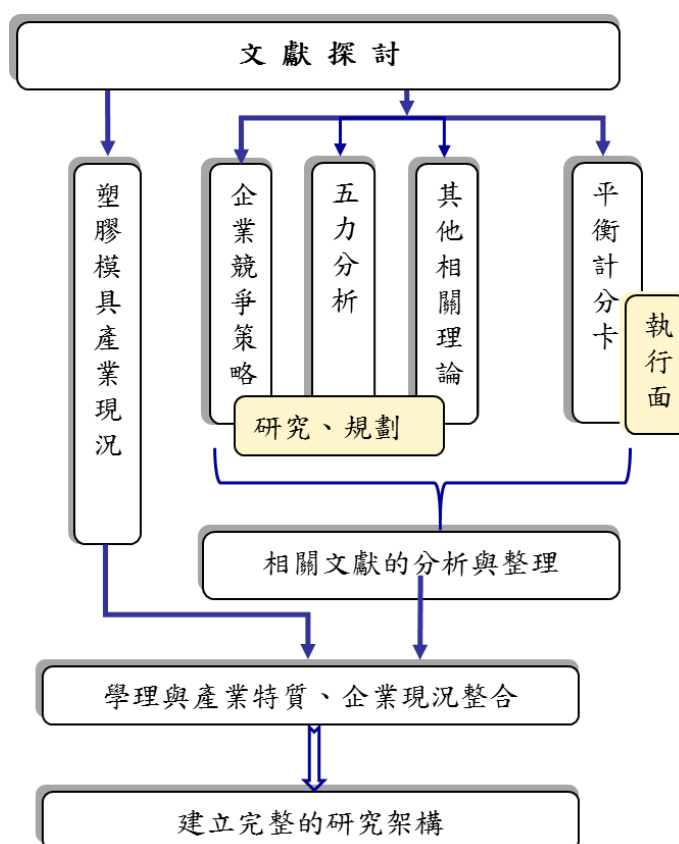 文獻探討
塑膠模具產業現況
企業競爭策略
五力分析
其他相關理論
平衡計分卡
執行面
研究、規劃
相關文獻的分析與整理
學理與產業特質、企業現況整合
建立完整的研究架構